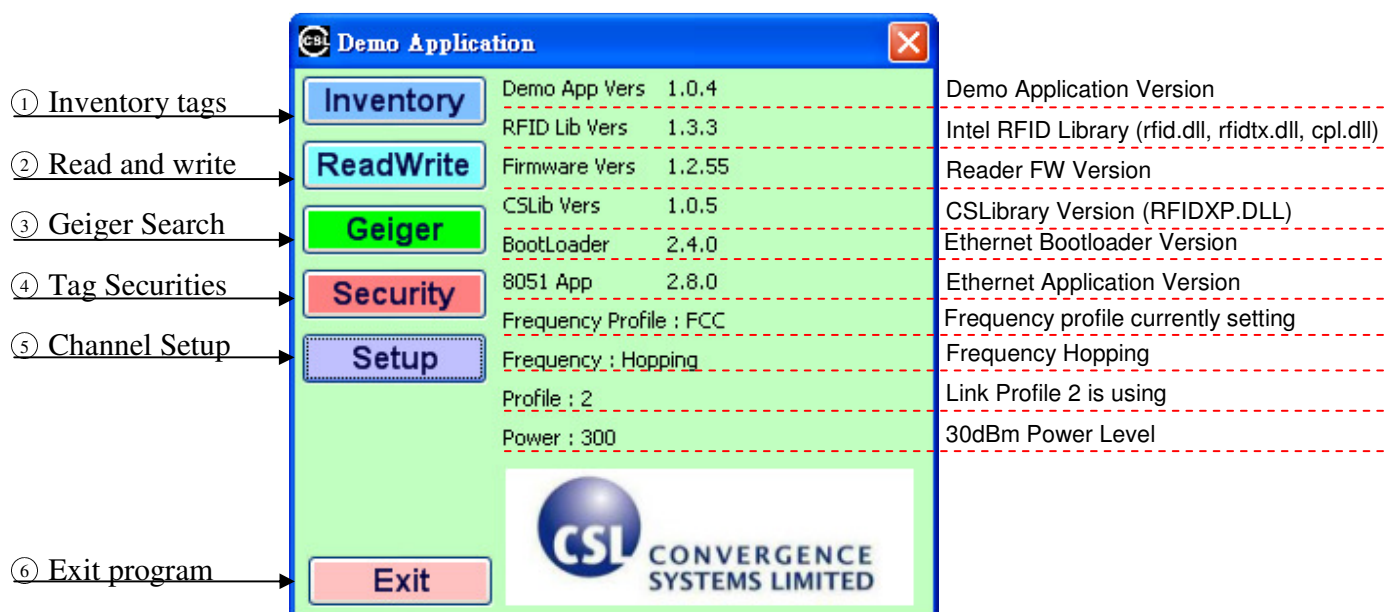 CSL Demo Application
① Inventory tags
Inventory
Demo App Vers 1.0.4
Demo Application Version
RFID Lib Vers 1.3.3
Intel RFID Library (rfid.dll, rfidtx.dll, cpl.dll)
② Read and write
ReadWrite
Firmware Vers 1.2.55
Reader FW Version
CSLib Vers 1.0.5
CSLibrary Version (RFIDXP.DLL)
③ Geiger Search
Geiger
BootLoader 2.4.0
Ethernet Bootloader Version
④ Tag Securities
Security
8051 App 2.8.0
Ethernet Application Version
Frequency Profile : FCC
Frequency profile currently setting
⑤ Channel Setup
Setup
Frequency : Hopping
Frequency Hopping
Profile : 2
Link Profile 2 is using
Power : 300
30dBm Power Level
CSL
CONVERGENCE
SYSTEMS LIMITED
⑥ Exit program
Exit